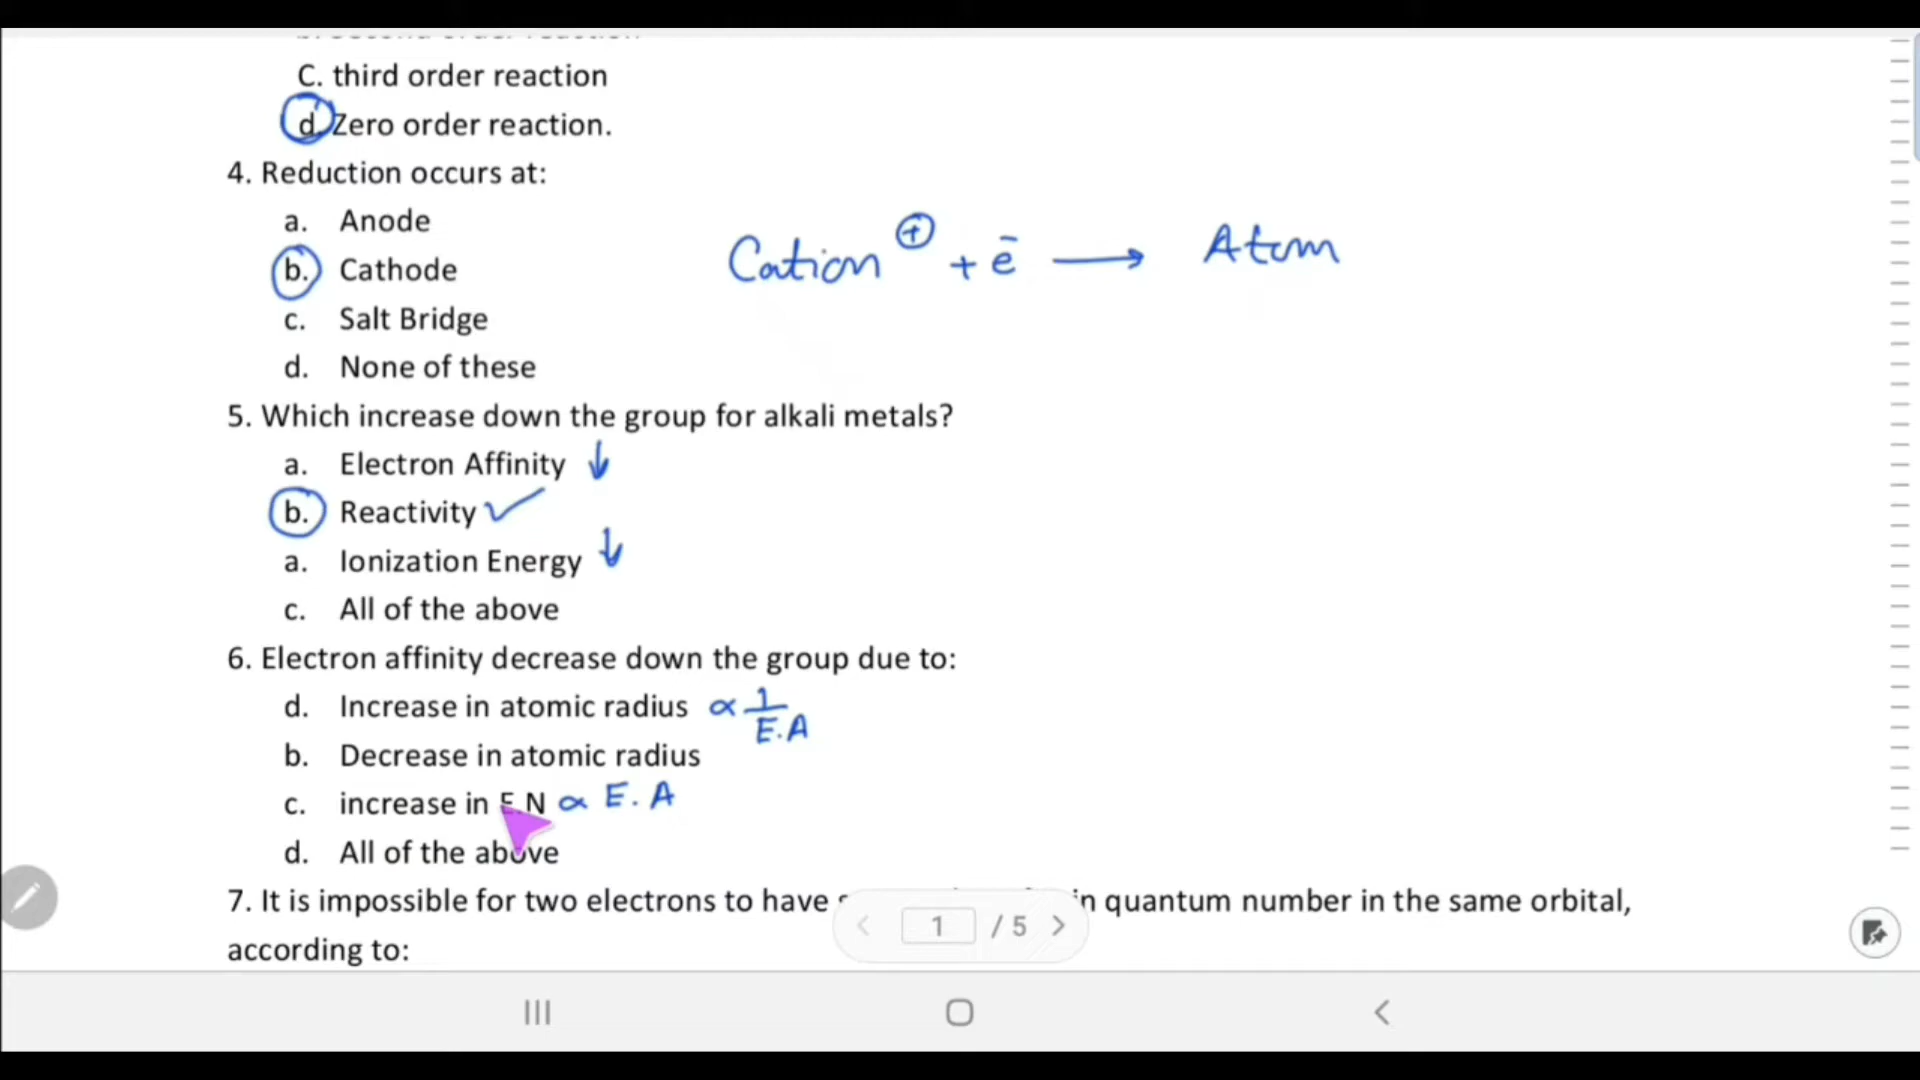 C. third order reaction
d. Zero order reaction.
4. Reduction occurs at:
a. Anode
b. Cathode
Cation + + e̅ → Atom
c. Salt Bridge
d. None of these
5. Which increase down the group for alkali metals?
a. Electron Affinity ↓
b. Reactivity ✓
a. Ionization Energy ↓
c. All of the above
6. Electron affinity decrease down the group due to:
d. Increase in atomic radius ∝ 1/E.A
b. Decrease in atomic radius
c. increase in E.N ∝ E.A
d. All of the above
7. It is impossible for two electrons to have quantum number in the same orbital,
according to:
1 / 5